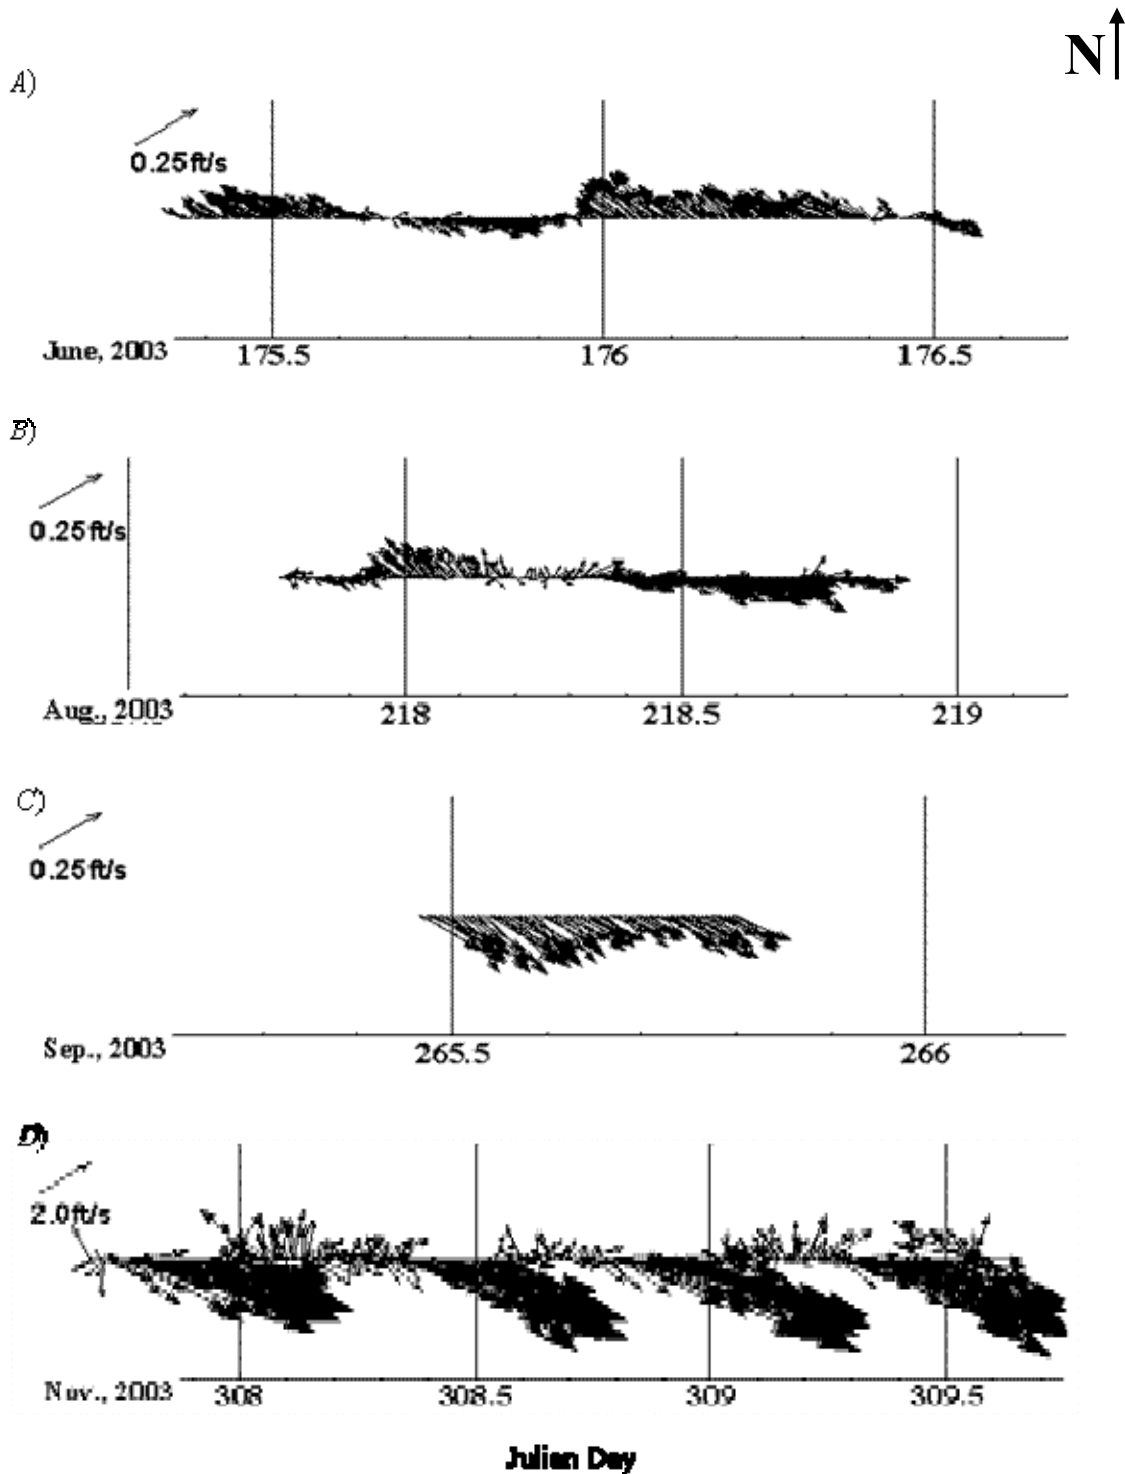 N
A)
0.25ft/s
June, 2003
175.5 176 176.5
B)
0.25ft/s
Aug., 2003
218 218.5 219
C)
0.25ft/s
Sep., 2003
265.5 266
D)
2.0ft/s
Nov., 2003
308 308.5 309 309.5
Julian Day